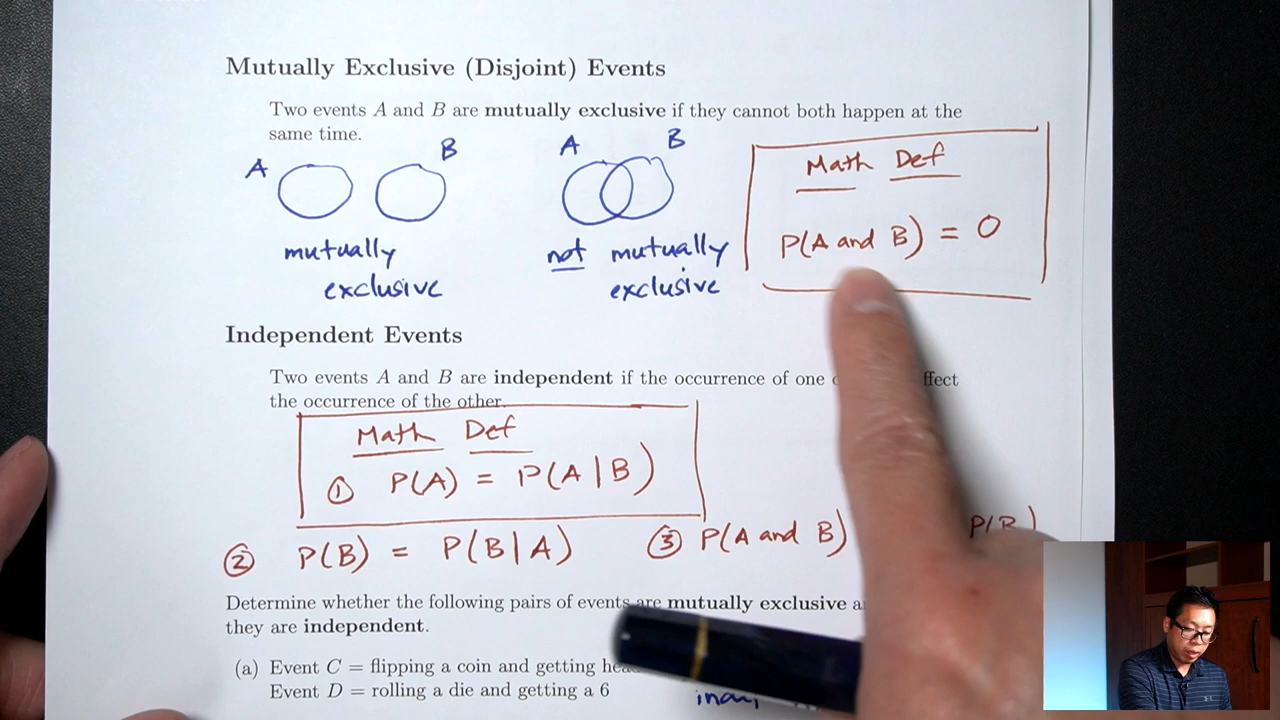 Mutually Exclusive (Disjoint) Events
Two events A and B are mutually exclusive if they cannot both happen at the
same time.
A B
A B
mutually
exclusive
not mutually
exclusive
Math Def
P(A and B) = 0
Independent Events
Two events A and B are independent if the occurrence of one
the occurrence of the other.
Math Def
① P(A) = P(A|B)
② P(B) = P(B|A)
③ P(A and B)
Determine whether the following pairs of events are mutually exclusive
they are independent.
(a) Event C = flipping a coin and getting
Event D = rolling a die and getting a 6